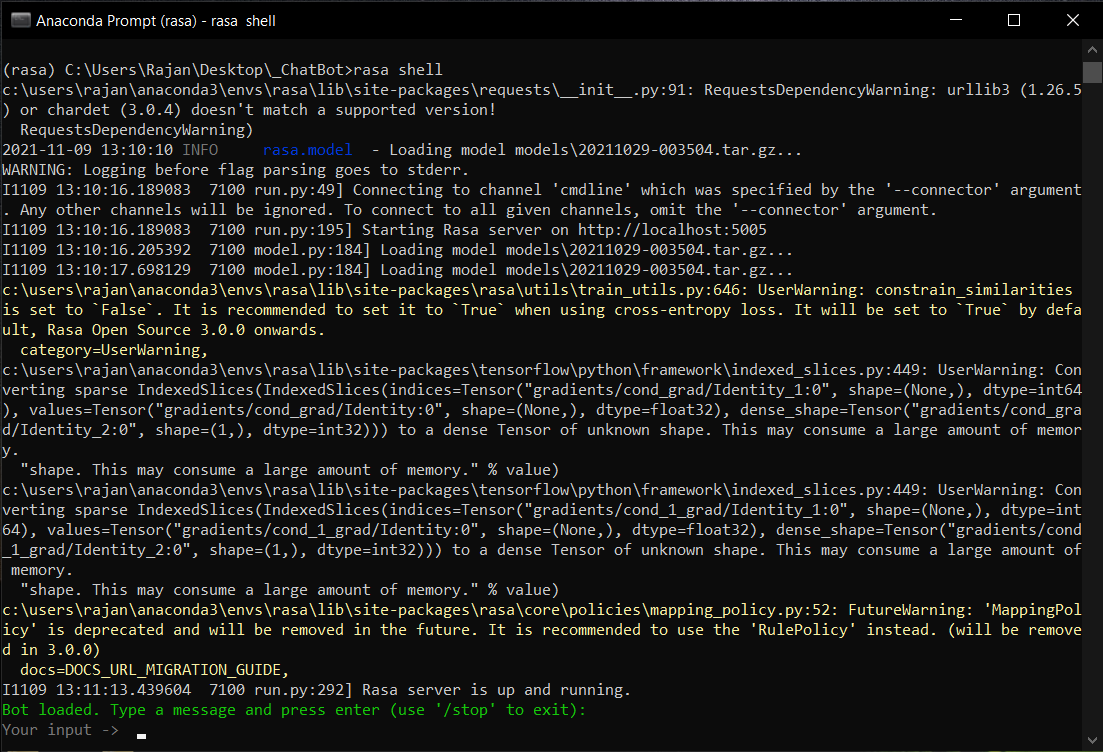 Anaconda Prompt (rasa) - rasa  shell
(rasa) C:\Users\Rajan\Desktop\_ChatBot>rasa shell
c:\users\rajan\anaconda3\envs\rasa\lib\site-packages\requests\__init__.py:91: RequestsDependencyWarning: urllib3 (1.26.5
) or chardet (3.0.4) doesn't match a supported version!
  RequestsDependencyWarning)
2021-11-09 13:10:10 INFO     rasa.model  - Loading model models\20211029-003504.tar.gz...
WARNING: Logging before flag parsing goes to stderr.
I1109 13:10:16.189083  7100 run.py:49] Connecting to channel 'cmdline' which was specified by the '--connector' argument
. Any other channels will be ignored. To connect to all given channels, omit the '--connector' argument.
I1109 13:10:16.189083  7100 run.py:195] Starting Rasa server on http://localhost:5005
I1109 13:10:16.205392  7100 model.py:184] Loading model models\20211029-003504.tar.gz...
I1109 13:10:17.698129  7100 model.py:184] Loading model models\20211029-003504.tar.gz...
c:\users\rajan\anaconda3\envs\rasa\lib\site-packages\rasa\utils\train_utils.py:646: UserWarning: constrain_similarities
is set to `False`. It is recommended to set it to `True` when using cross-entropy loss. It will be set to `True` by defa
ult, Rasa Open Source 3.0.0 onwards.
  category=UserWarning,
c:\users\rajan\anaconda3\envs\rasa\lib\site-packages\tensorflow\python\framework\indexed_slices.py:449: UserWarning: Con
verting sparse IndexedSlices(IndexedSlices(indices=Tensor("gradients/cond_grad/Identity_1:0", shape=(None,), dtype=int64
), values=Tensor("gradients/cond_grad/Identity:0", shape=(None,), dtype=float32), dense_shape=Tensor("gradients/cond_gra
d/Identity_2:0", shape=(1,), dtype=int32))) to a dense Tensor of unknown shape. This may consume a large amount of memor
y.
  "shape. This may consume a large amount of memory." % value)
c:\users\rajan\anaconda3\envs\rasa\lib\site-packages\tensorflow\python\framework\indexed_slices.py:449: UserWarning: Con
verting sparse IndexedSlices(IndexedSlices(indices=Tensor("gradients/cond_1_grad/Identity_1:0", shape=(None,), dtype=int
64), values=Tensor("gradients/cond_1_grad/Identity:0", shape=(None,), dtype=float32), dense_shape=Tensor("gradients/cond
_1_grad/Identity_2:0", shape=(1,), dtype=int32))) to a dense Tensor of unknown shape. This may consume a large amount of
 memory.
  "shape. This may consume a large amount of memory." % value)
c:\users\rajan\anaconda3\envs\rasa\lib\site-packages\rasa\core\policies\mapping_policy.py:52: FutureWarning: 'MappingPol
icy' is deprecated and will be removed in the future. It is recommended to use the 'RulePolicy' instead. (will be remove
d in 3.0.0)
  docs=DOCS_URL_MIGRATION_GUIDE,
I1109 13:11:13.439604  7100 run.py:292] Rasa server is up and running.
Bot loaded. Type a message and press enter (use '/stop' to exit):
Your input ->